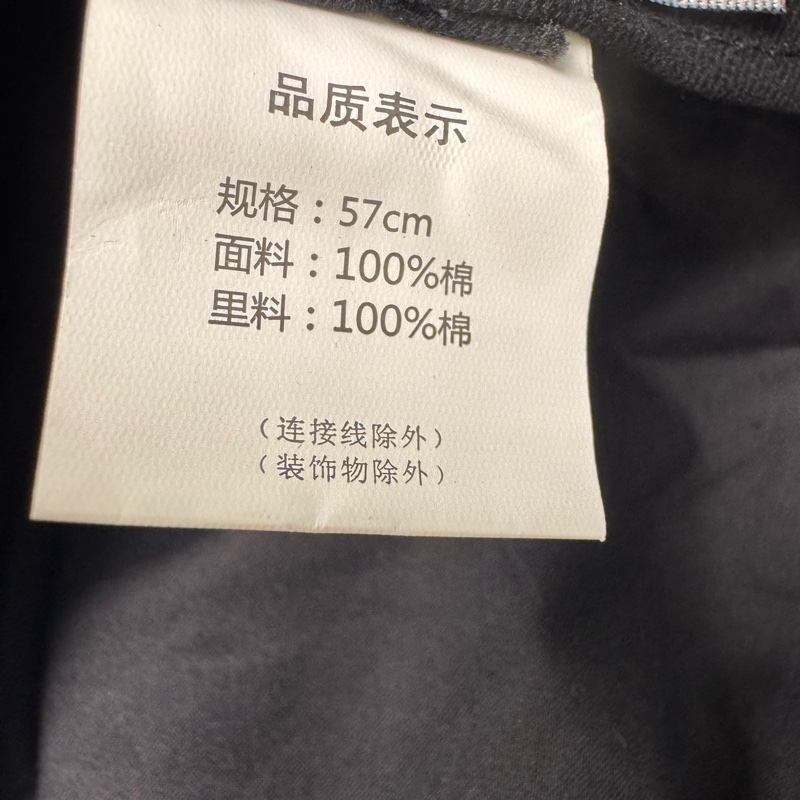 品质表示
规格：57cm
面料：100%棉
里料：100%棉
（连接线除外）
（装饰物除外）